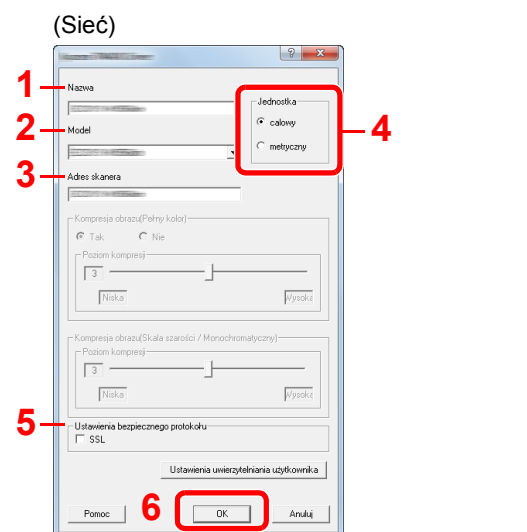 (Sieć)
?
1 Nazwa
Jednostka
calowy
4
2 Model
metryczny
3 Adres skanera
Kompresja obrazu(Pełny kolor)
Tak Nie
Poziom kompresji
3
Niska Wysoka
Kompresja obrazu(Skala szarości / Monochromatyczny)
Poziom kompresji
3
Niska Wysoka
5 Ustawienia bezpiecznego protokołu
SSL
Ustawienia uwierzytelniania użytkownika
Pomoc 6 OK Anuluj